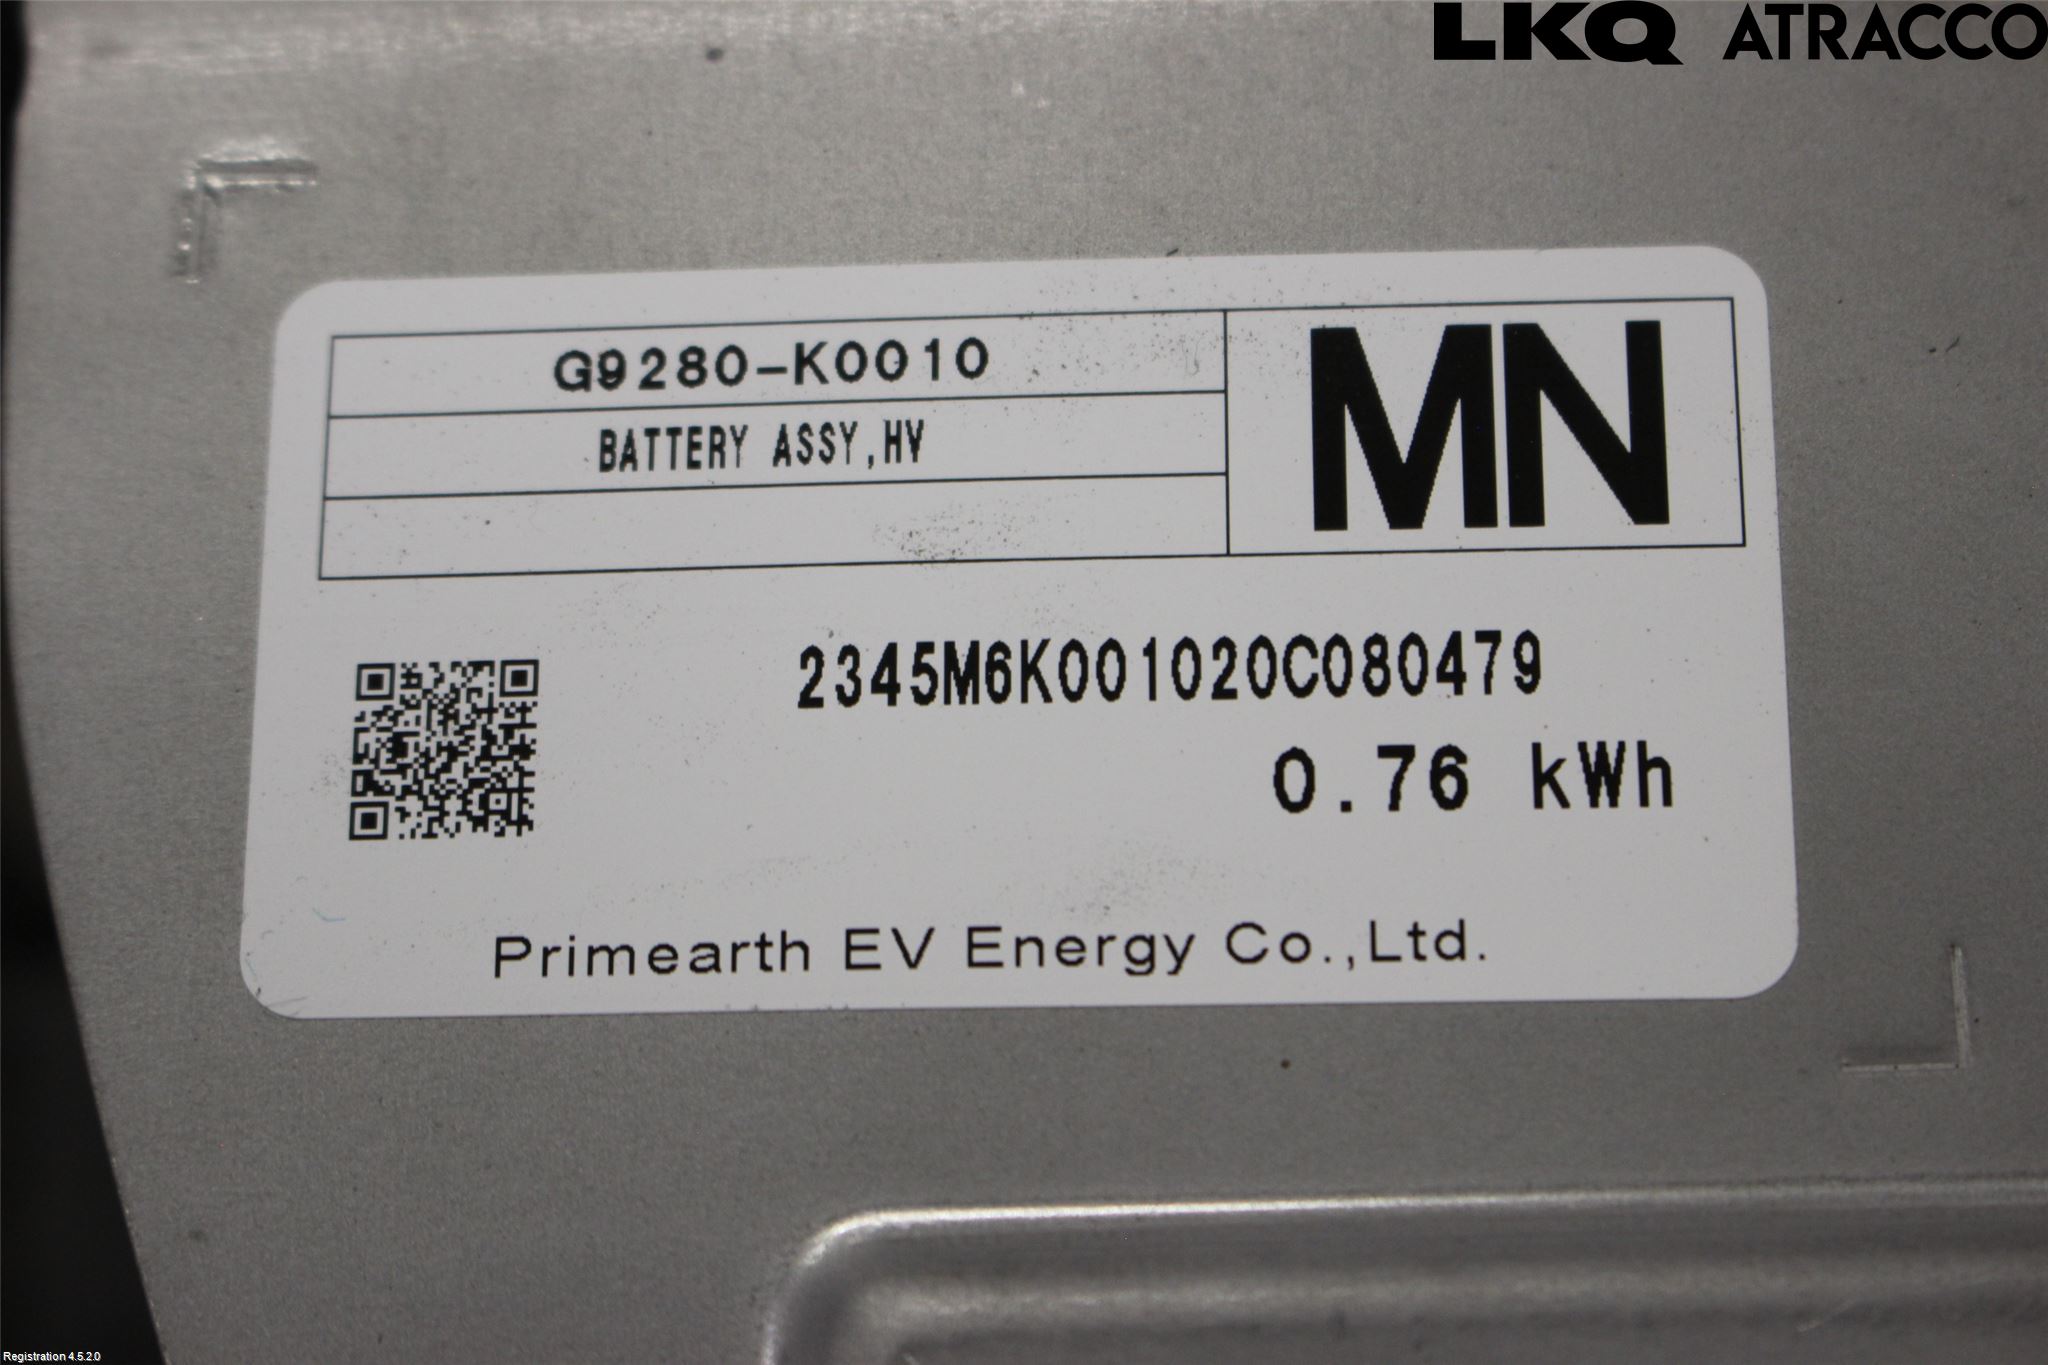 LKQ ATRACCO
G9280-K0010
MN
BATTERY ASSY,HV
2345M6K001020C080479
0.76 kWh
Primearth EV Energy Co.,Ltd.
Registration 4.5.2.0